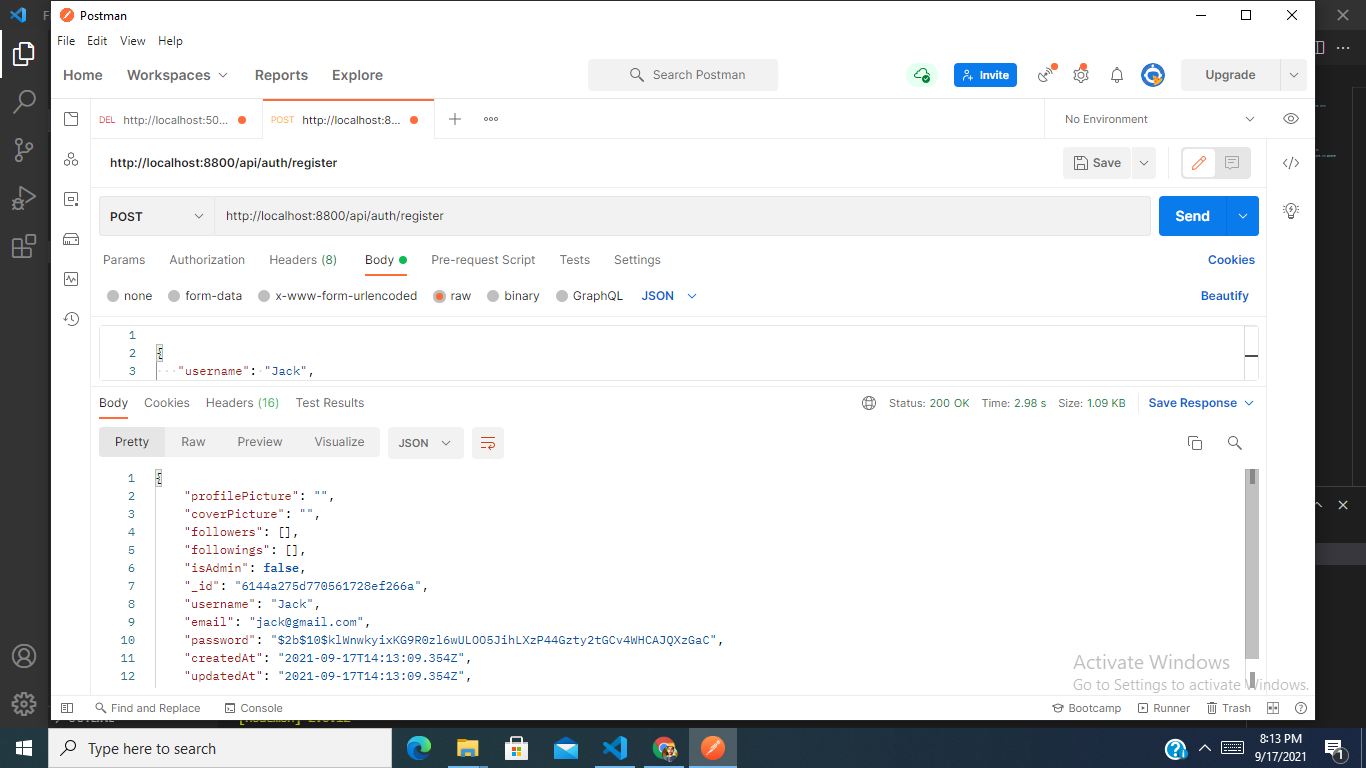 Postman
File Edit View Help
Home Workspaces Reports Explore Search Postman Invite Upgrade
DEL http://localhost:50... POST http://localhost:8... No Environment
http://localhost:8800/api/auth/register Save
POST http://localhost:8800/api/auth/register Send
Params Authorization Headers (8) Body Pre-request Script Tests Settings Cookies
none form-data x-www-form-urlencoded raw binary GraphQL JSON Beautify
1
2 {
3 "username": "Jack",
Body Cookies Headers (16) Test Results Status: 200 OK Time: 2.98 s Size: 1.09 KB Save Response
Pretty Raw Preview Visualize JSON
1 {
2 "profilePicture": "",
3 "coverPicture": "",
4 "followers": [],
5 "followings": [],
6 "isAdmin": false,
7 "_id": "6144a275d770561728ef266a",
8 "username": "Jack",
9 "email": "jack@gmail.com",
10 "password": "$2b$10$klWnwkyixKG9R0zl6wULOO5JihLXzP44Gzty2tGCv4WHCAJQXzGaC",
11 "createdAt": "2021-09-17T14:13:09.354Z",
12 "updatedAt": "2021-09-17T14:13:09.354Z",
Activate Windows
Go to Settings to activate Windows.
Find and Replace Console Bootcamp Runner Trash
Type here to search
8:13 PM
9/17/2021
1